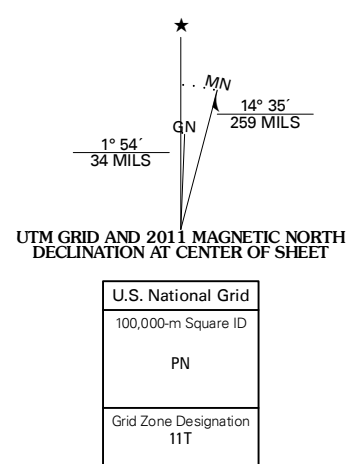 ★
MN
14° 35´
259 MILS
GN
1° 54´
34 MILS
UTM GRID AND 2011 MAGNETIC NORTH
DECLINATION AT CENTER OF SHEET
U.S. National Grid
100,000-m Square ID
PN
Grid Zone Designation
11T